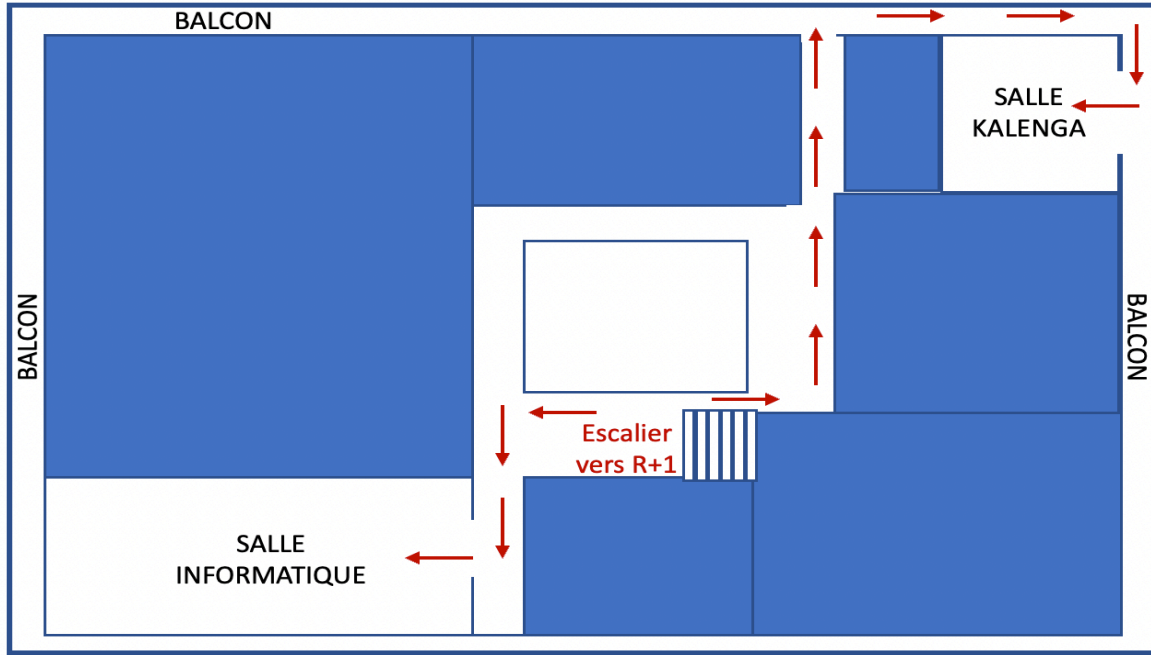 BALCON
SALLE
KALENGA
BALCON
BALCON
Escalier
vers R+1
SALLE
INFORMATIQUE